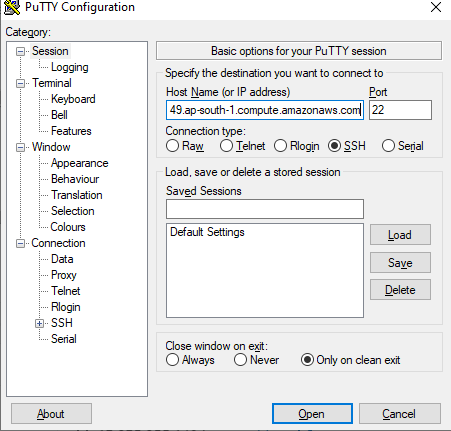 PuTTY Configuration
Category:
Session
Logging
Terminal
Keyboard
Bell
Features
Window
Appearance
Behaviour
Translation
Selection
Colours
Connection
Data
Proxy
Telnet
Rlogin
SSH
Serial
Basic options for your PuTTY session
Specify the destination you want to connect to
Host Name (or IP address) Port
49.ap-south-1.compute.amazonaws.com 22
Connection type:
Raw Telnet Rlogin SSH Serial
Load, save or delete a stored session
Saved Sessions
Default Settings
Load
Save
Delete
Close window on exit:
Always Never Only on clean exit
About Open Cancel